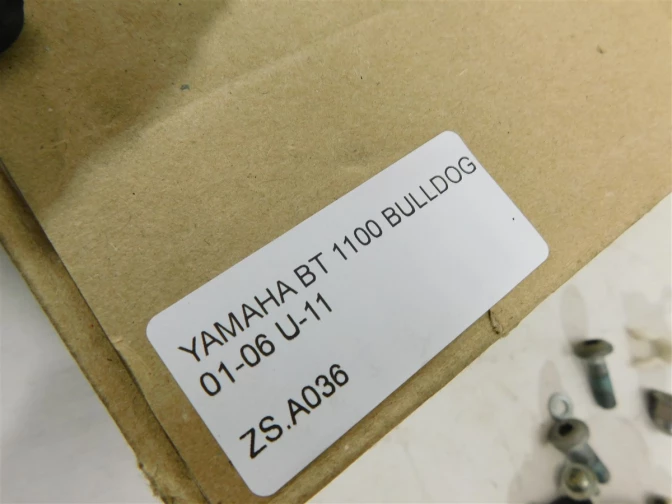 YAMAHA BT 1100 BULLDOG
01-06 U-11
ZS.A036